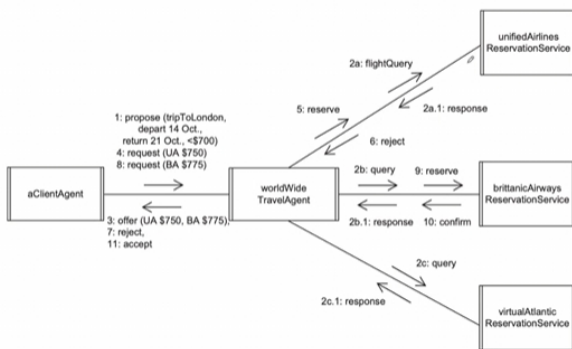 unifiedAirlines
ReservationService
2a: flightQuery
5: reserve
2a.1: response
6: reject
1: propose (tripToLondon,
depart 14 Oct.,
return 21 Oct., <$700)
4: request (UA $750)
8: request (BA $775)
aClientAgent
3: offer (UA $750, BA $775),
7: reject,
11: accept
worldWide
TravelAgent
2b: query
9: reserve
2b.1: response
10: confirm
brittanicAirways
ReservationService
2c: query
2c.1: response
virtualAtlantic
ReservationService